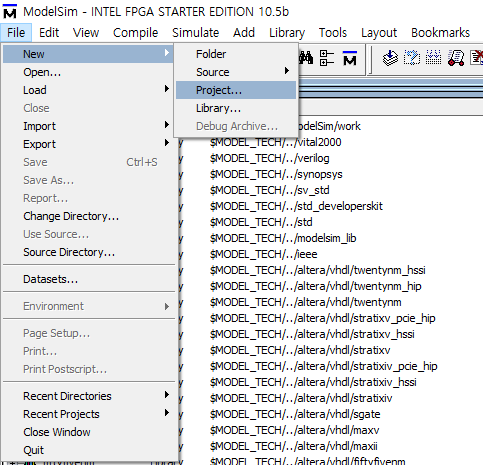 ModelSim - INTEL FPGA STARTER EDITION 10.5b
File Edit View Compile Simulate Add Library Tools Layout Bookmarks
New
Open...
Load
Close
Import
Export
Save Ctrl+S
Save As...
Report...
Change Directory...
Use Source...
Source Directory...
Datasets...
Environment
Page Setup...
Print...
Print Postscript...
Recent Directories
Recent Projects
Close Window
Quit
Folder
Source
Project...
Library...
Debug Archive...
odelSim/work
$MODEL_TECH/../vital2000
$MODEL_TECH/../verilog
$MODEL_TECH/../synopsys
$MODEL_TECH/../sv_std
$MODEL_TECH/../std_developerskit
$MODEL_TECH/../std
$MODEL_TECH/../modelsim_lib
$MODEL_TECH/../ieee
$MODEL_TECH/../altera/vhdl/twentynm_hssi
$MODEL_TECH/../altera/vhdl/twentynm_hip
$MODEL_TECH/../altera/vhdl/twentynm
$MODEL_TECH/../altera/vhdl/stratixv_pcie_hip
$MODEL_TECH/../altera/vhdl/stratixv_hssi
$MODEL_TECH/../altera/vhdl/stratixv
$MODEL_TECH/../altera/vhdl/stratixiv_pcie_hip
$MODEL_TECH/../altera/vhdl/stratixiv_hssi
$MODEL_TECH/../altera/vhdl/stratixiv
$MODEL_TECH/../altera/vhdl/sgate
$MODEL_TECH/../altera/vhdl/maxv
$MODEL_TECH/../altera/vhdl/maxii
$MODEL_TECH/../altera/vhdl/fiftyfivenm